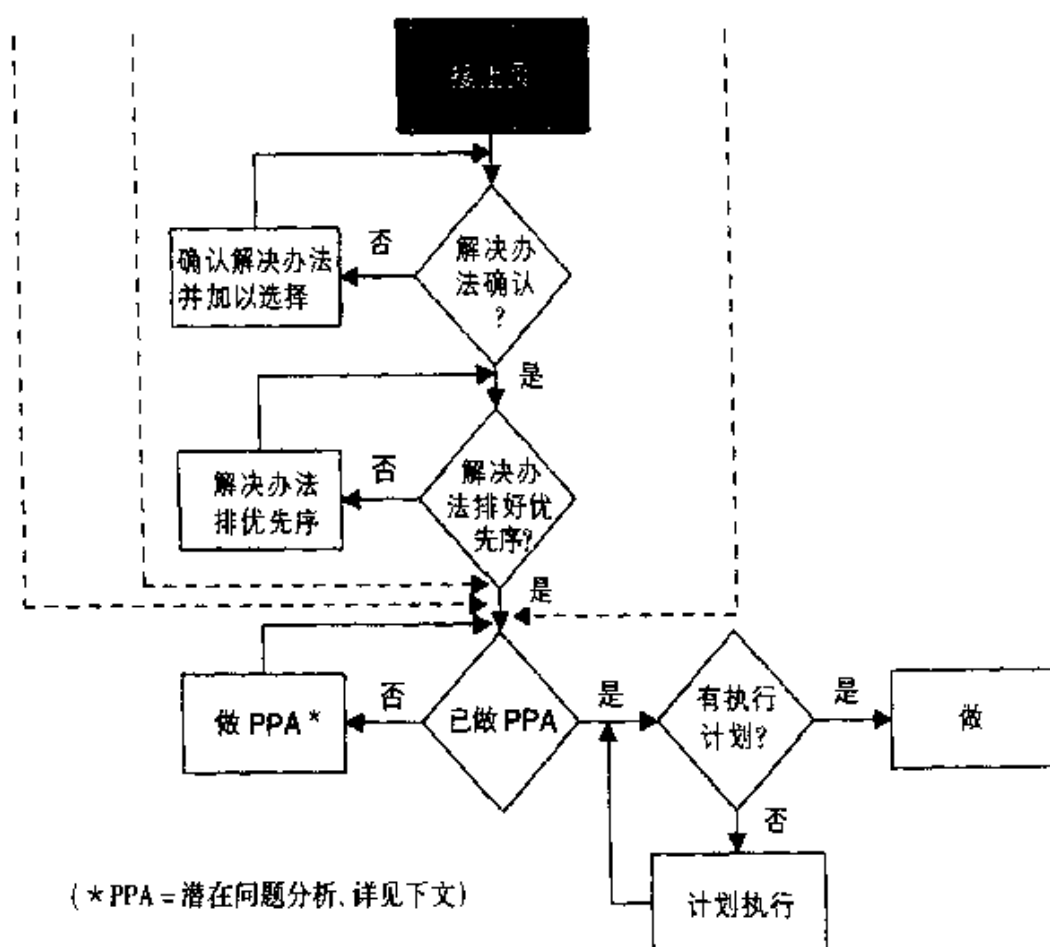 接上页
否
确认解决办法
并加以选择
解决办
法确认
?
是
否
解决办法
排优先序
解决办
法排好优
先序?
是
否
做 PPA *
已做 PPA
是
有执行
计划?
是
做
否
计划执行
( * PPA = 潜在问题分析、详见下文)